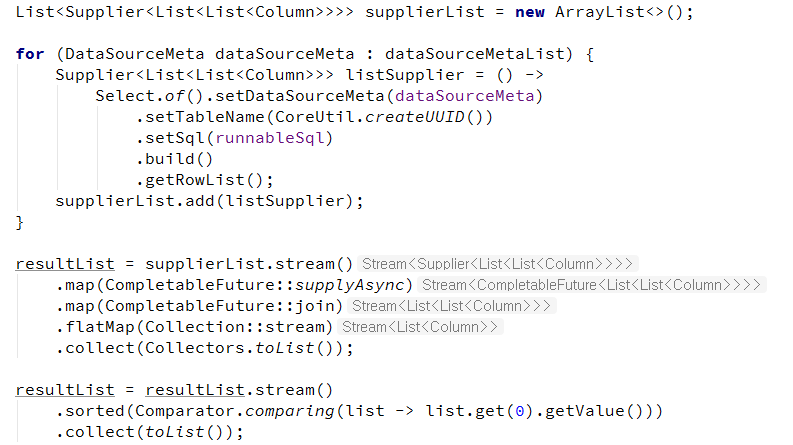 List<Supplier<List<List<Column>>>> supplierList = new ArrayList<>();
for (DataSourceMeta dataSourceMeta : dataSourceMetaList) {
    Supplier<List<List<Column>>> listSupplier = () ->
        Select.of().setDataSourceMeta(dataSourceMeta)
            .setTableName(CoreUtil.createUUID())
            .setSql(runnableSql)
            .build()
            .getRowList();
    supplierList.add(listSupplier);
}
resultList = supplierList.stream() Stream<Supplier<List<List<Column>>>>
    .map(CompletableFuture::supplyAsync) Stream<CompletableFuture<List<List<Column>>>>
    .map(CompletableFuture::join) Stream<List<List<Column>>>
    .flatMap(Collection::stream) Stream<List<Column>>
    .collect(Collectors.toList());
resultList = resultList.stream()
    .sorted(Comparator.comparing(list -> list.get(0).getValue()))
    .collect(toList());